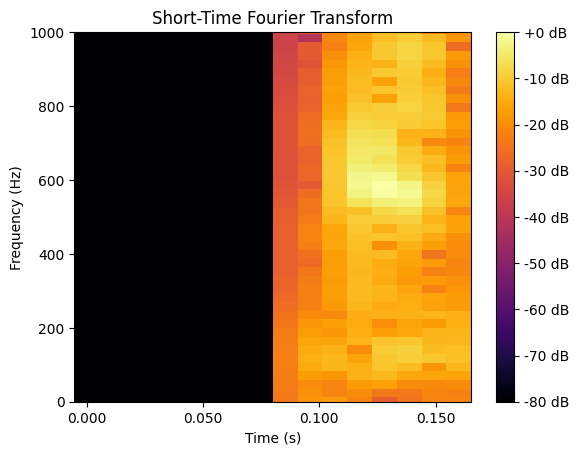 Short-Time Fourier Transform
1000
800
600
400
200
0
Frequency (Hz)
0.000
0.050
0.100
0.150
Time (s)
+0 dB
-10 dB
-20 dB
-30 dB
-40 dB
-50 dB
-60 dB
-70 dB
-80 dB